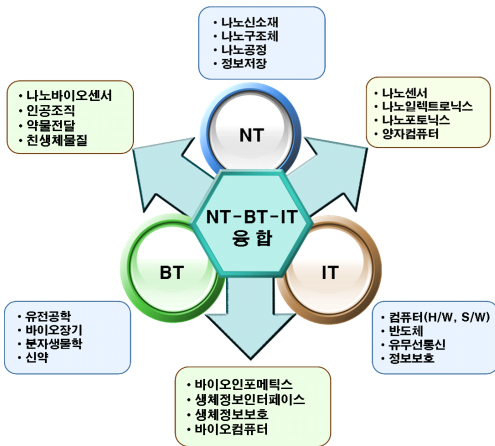 • 나노신소재
• 나노구조체
• 나노공정
• 정보저장
• 나노바이오센서
• 인공조직
• 약물전달
• 친생체물질
• 나노센서
• 나노일렉트로닉스
• 나노포토닉스
• 양자컴퓨터
NT
NT-BT-IT
융합
BT
IT
• 유전공학
• 바이오장기
• 분자생물학
• 신약
• 컴퓨터(H/W, S/W)
• 반도체
• 유무선통신
• 정보보호
• 바이오인포메틱스
• 생체정보인터페이스
• 생체정보보호
• 바이오컴퓨터